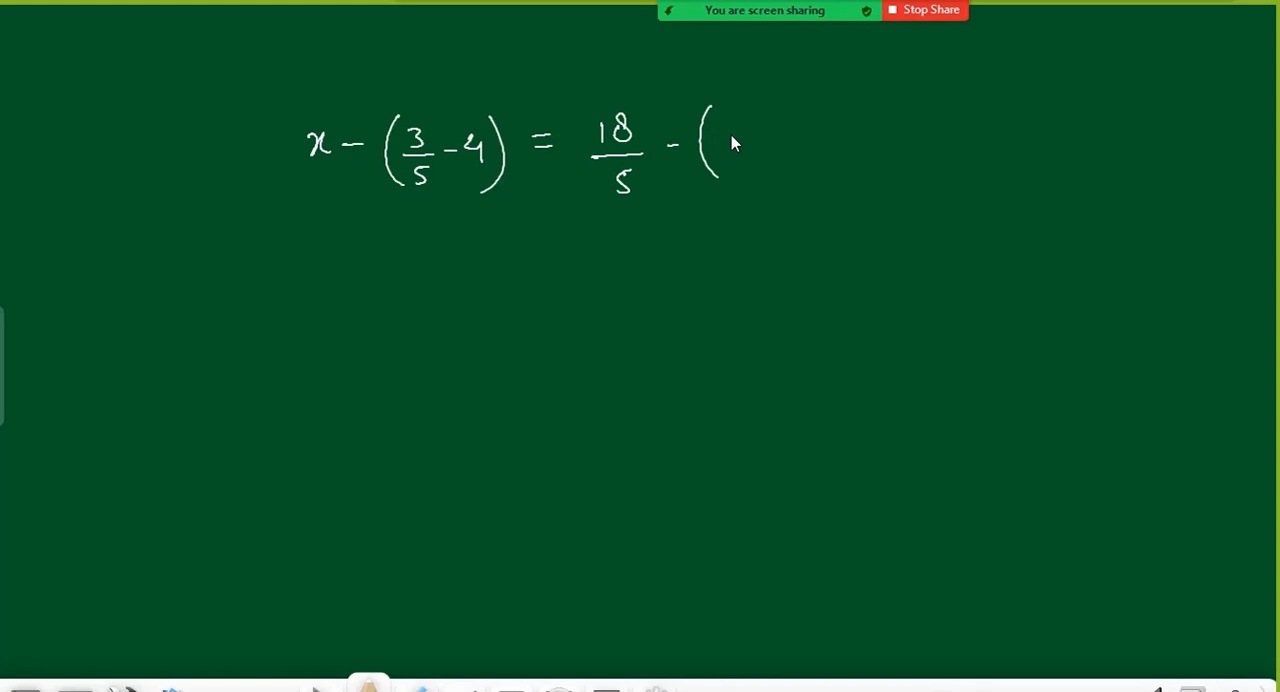 You are screen sharing Stop Share
x - (3/5 - 4) = 18/5 - (